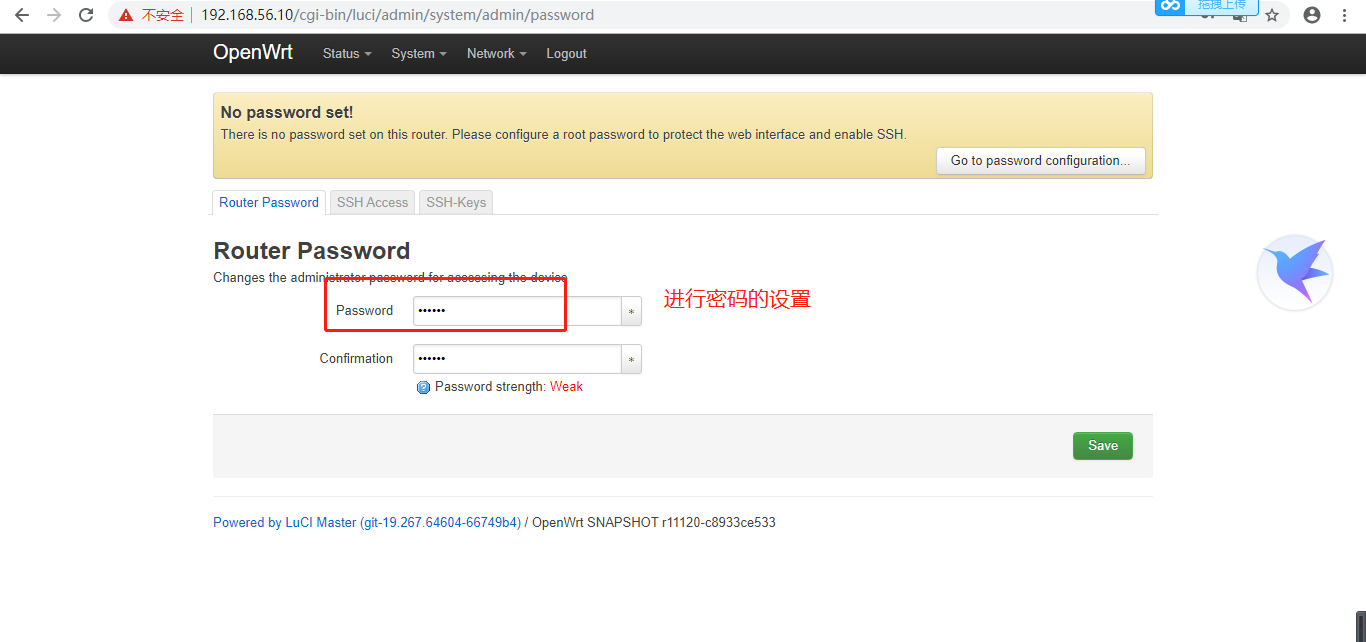 不安全 192.168.56.10/cgi-bin/luci/admin/system/admin/password
拖拽上传
OpenWrt Status System Network Logout
No password set!
There is no password set on this router. Please configure a root password to protect the web interface and enable SSH.
Go to password configuration...
Router Password SSH Access SSH-Keys
Router Password
Changes the administrator password for accessing the device
Password •••••• *
进行密码的设置
Confirmation •••••• *
Password strength: Weak
Save
Powered by LuCI Master (git-19.267.64604-66749b4) / OpenWrt SNAPSHOT r11120-c8933ce533